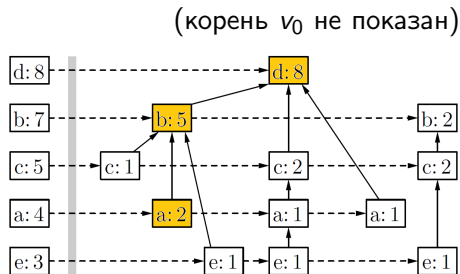 (корень v₀ не показан)
d: 8 d: 8
b: 7 b: 5 b: 2
c: 5 c: 1 c: 2 c: 2
a: 4 a: 2 a: 1 a: 1
e: 3 e: 1 e: 1 e: 1